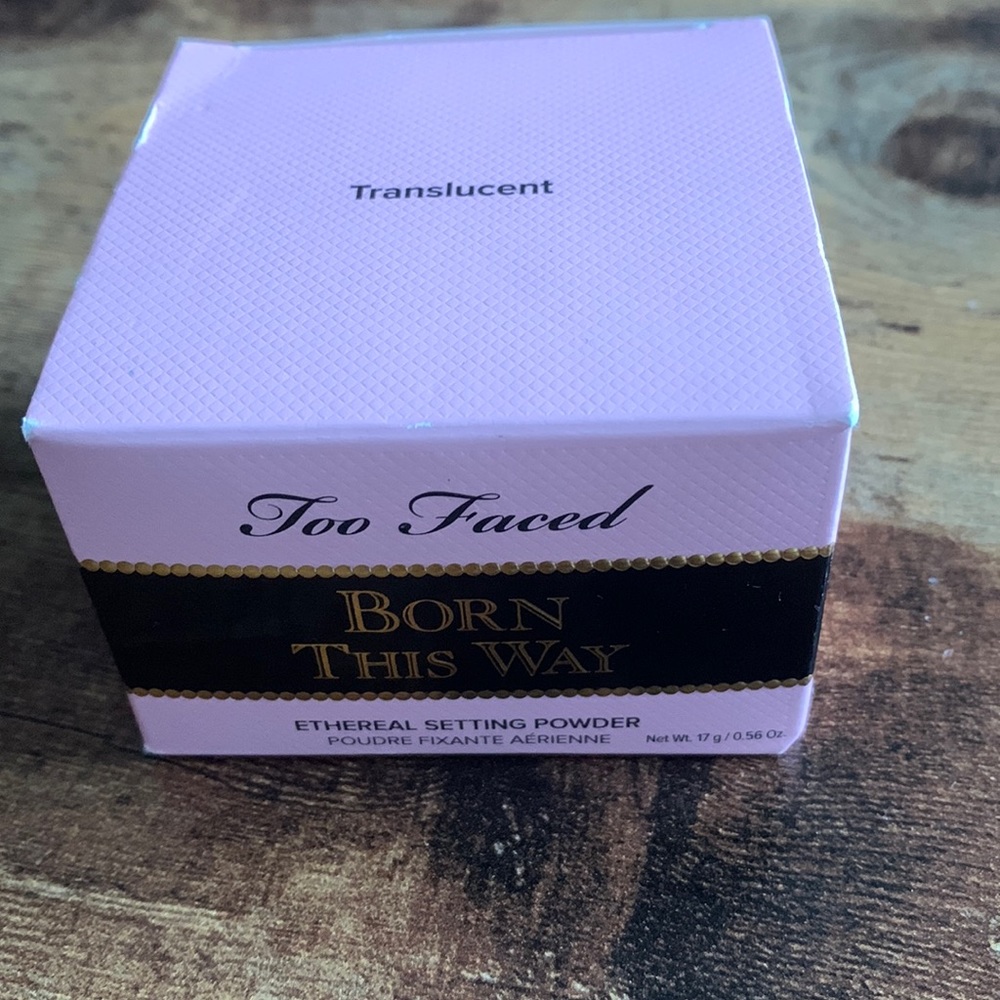 Translucent
Too Faced
BORN
THIS WAY
ETHEREAL SETTING POWDER
POUDRE FIXANTE AÉRIENNE
Net Wt. 17 g / 0.56 Oz.